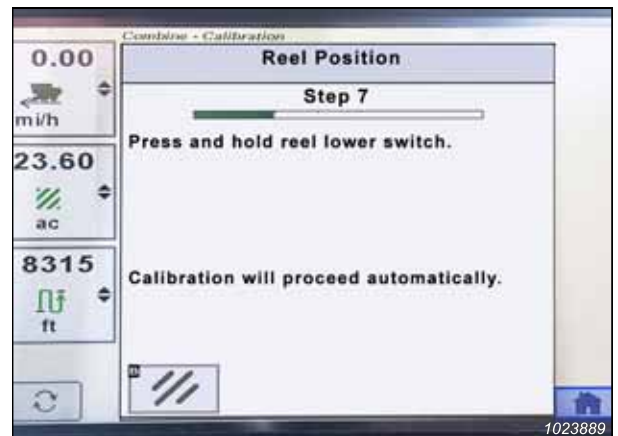 Combine - Calibration
Reel Position
Step 7
Press and hold reel lower switch.
Calibration will proceed automatically.
0.00
mi/h
23.60
ac
8315
ft
1023889